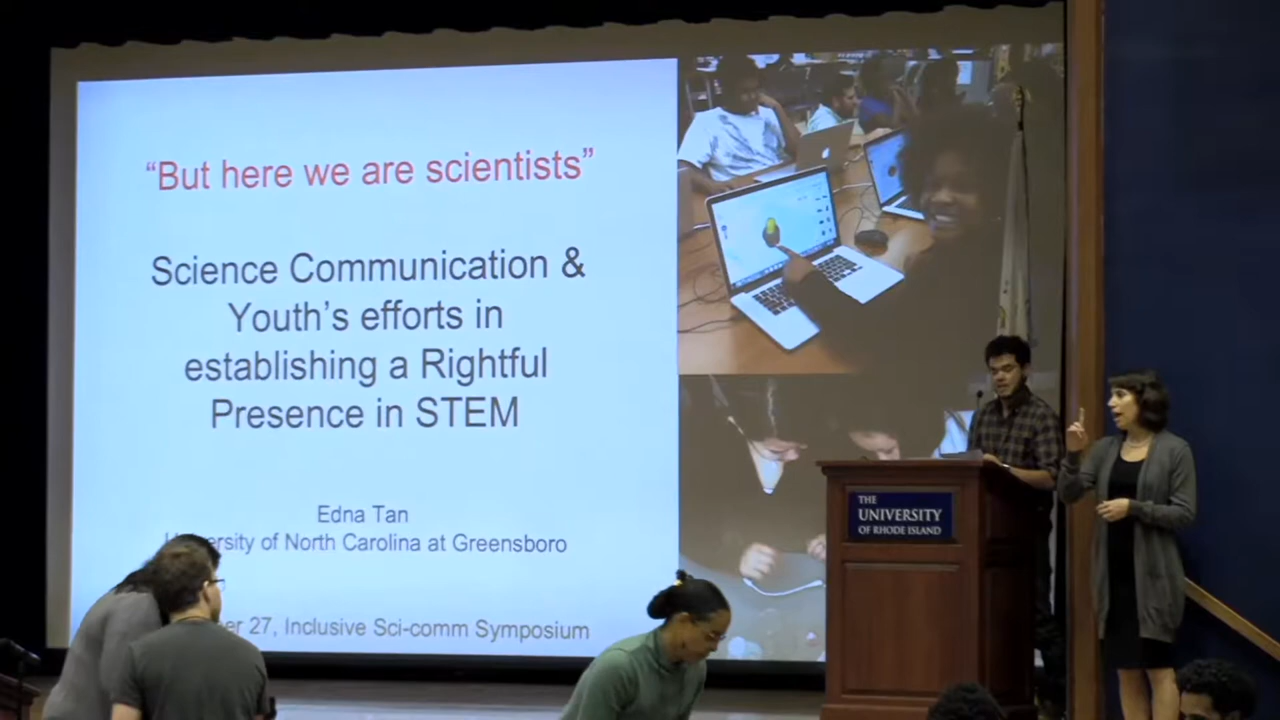 “But here we are scientists”
Science Communication &
Youth’s efforts in
establishing a Rightful
Presence in STEM
Edna Tan
of North Carolina at Greensboro
27, Inclusive Sci-comm Symposium
THE
UNIVERSITY
OF RHODE ISLAND